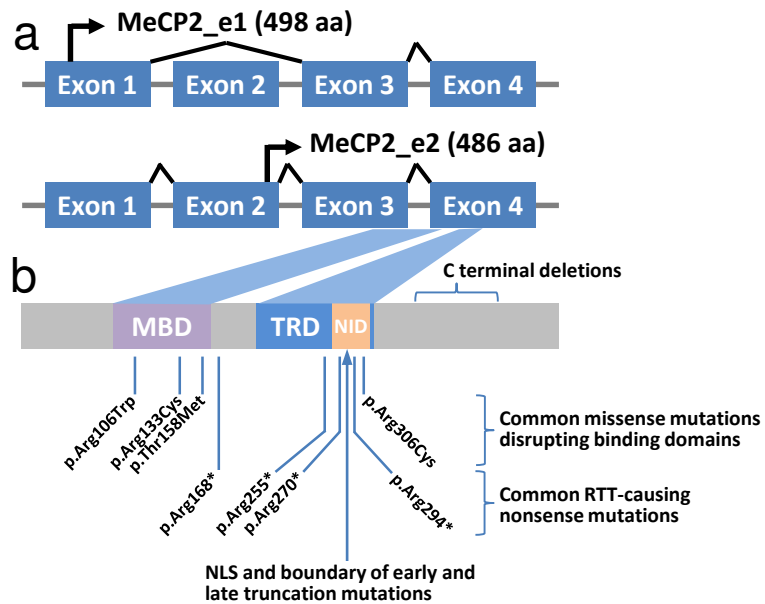 a
MeCP2_e1 (498 aa)
Exon 1
Exon 2
Exon 3
Exon 4
MeCP2_e2 (486 aa)
Exon 1
Exon 2
Exon 3
Exon 4
b
C terminal deletions
MBD
TRD
NID
p.Arg106Trp
p.Arg133Cys
p.Thr158Met
p.Arg168*
p.Arg255*
p.Arg270*
p.Arg306Cys
p.Arg294*
Common missense mutations
disrupting binding domains
Common RTT-causing
nonsense mutations
NLS and boundary of early and
late truncation mutations